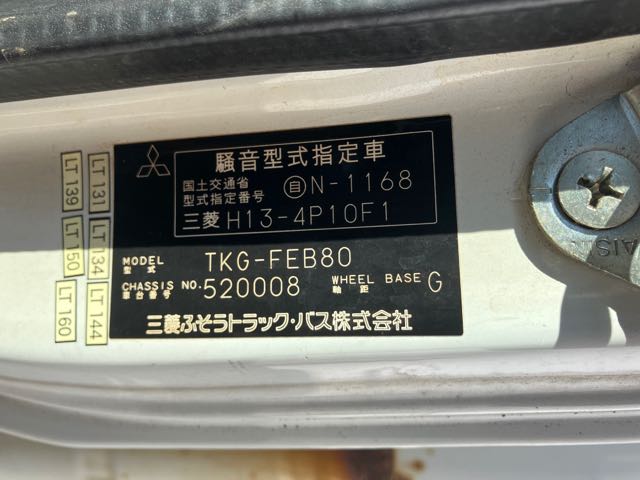 騒音型式指定車
国土交通省
型式指定番号 自N-1168
三菱 H13-4P10F1
MODEL
型式 TKG-FEB80
CHASSIS NO.
車台番号 520008 WHEEL BASE
軸距 G
三菱ふそうトラック・バス株式会社
LT 131
LT 139
LT 134
LT 150
LT 144
LT 160
AISIN